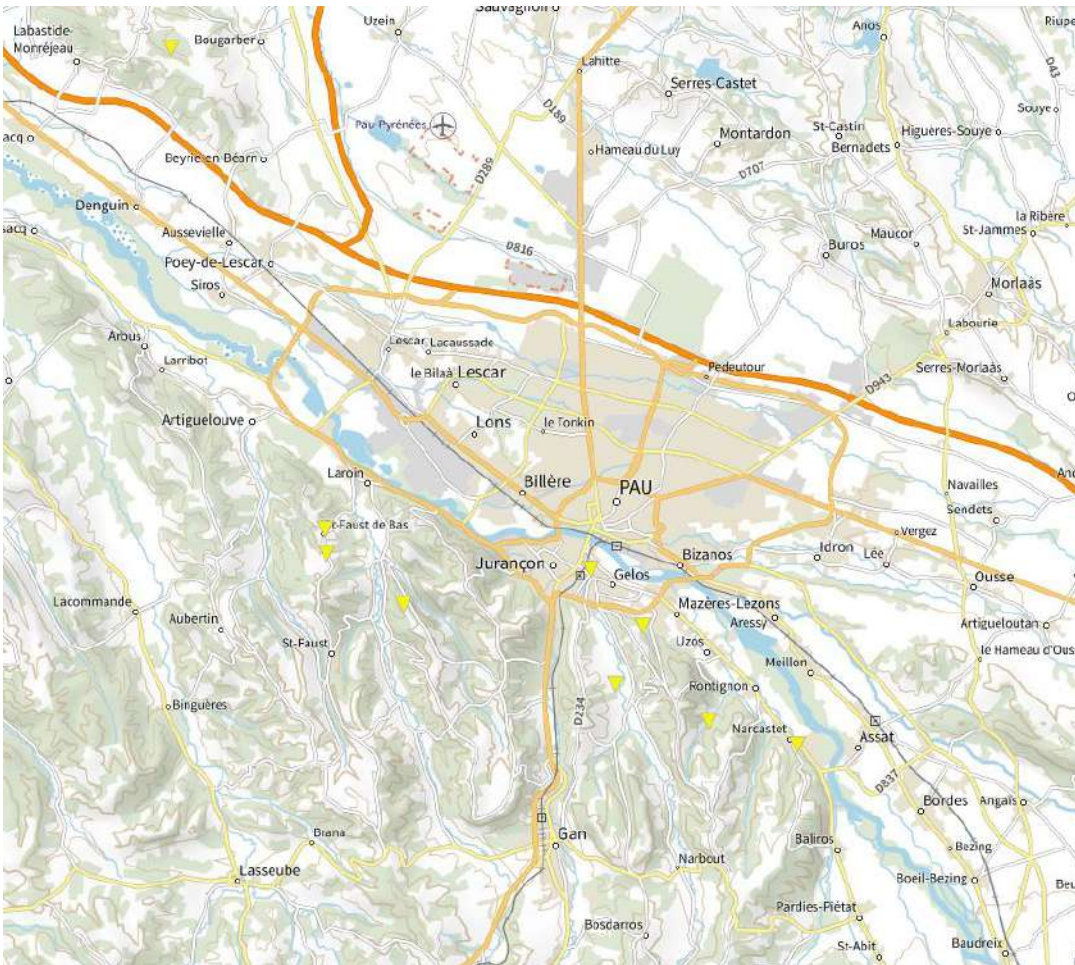 Sauvagnon
Uzein
Riupe
Labastide-
Monréjeau
Bougarber
Anos
Lahitte
D43
Serres-Castet
D189
Souye
Pau-Pyrénées
St-Castin
Higuères-Souye
Montardon
Bernadets
acq
Hameau du Luy
Beyrie-en-Béarn
D289
D707
Denguin
la Ribère
sacq
Aussevielle
Maucor
St-Jammes
D816
Buros
Poey-de-Lescar
Siros
Morlaàs
Labourie
Arbus
Lescar
Lacaussade
Larribot
Pedeutour
Serres-Morlaàs
le Bilaà
Lescar
D943
Artiguelouve
Lons
le Tonkin
Laroin
Billère
PAU
Navailles
Sendets
St-Faust de Bas
Vergez
Jurançon
Bizanos
Idron
Lée
Gelos
Ousse
Lacommande
Mazères-Lezons
Aubertin
Aressy
Artigueloutan
St-Faust
Uzos
Meillon
le Hameau d'Ous
Rontignon
Binguères
D234
Narcastet
Assat
D837
Bordes
Angaïs
Brana
Gan
Baliros
Bezing
Lasseube
Narbout
Boeil-Bezing
Beu
Pardies-Piétat
Bosdarros
St-Abit
Baudreix